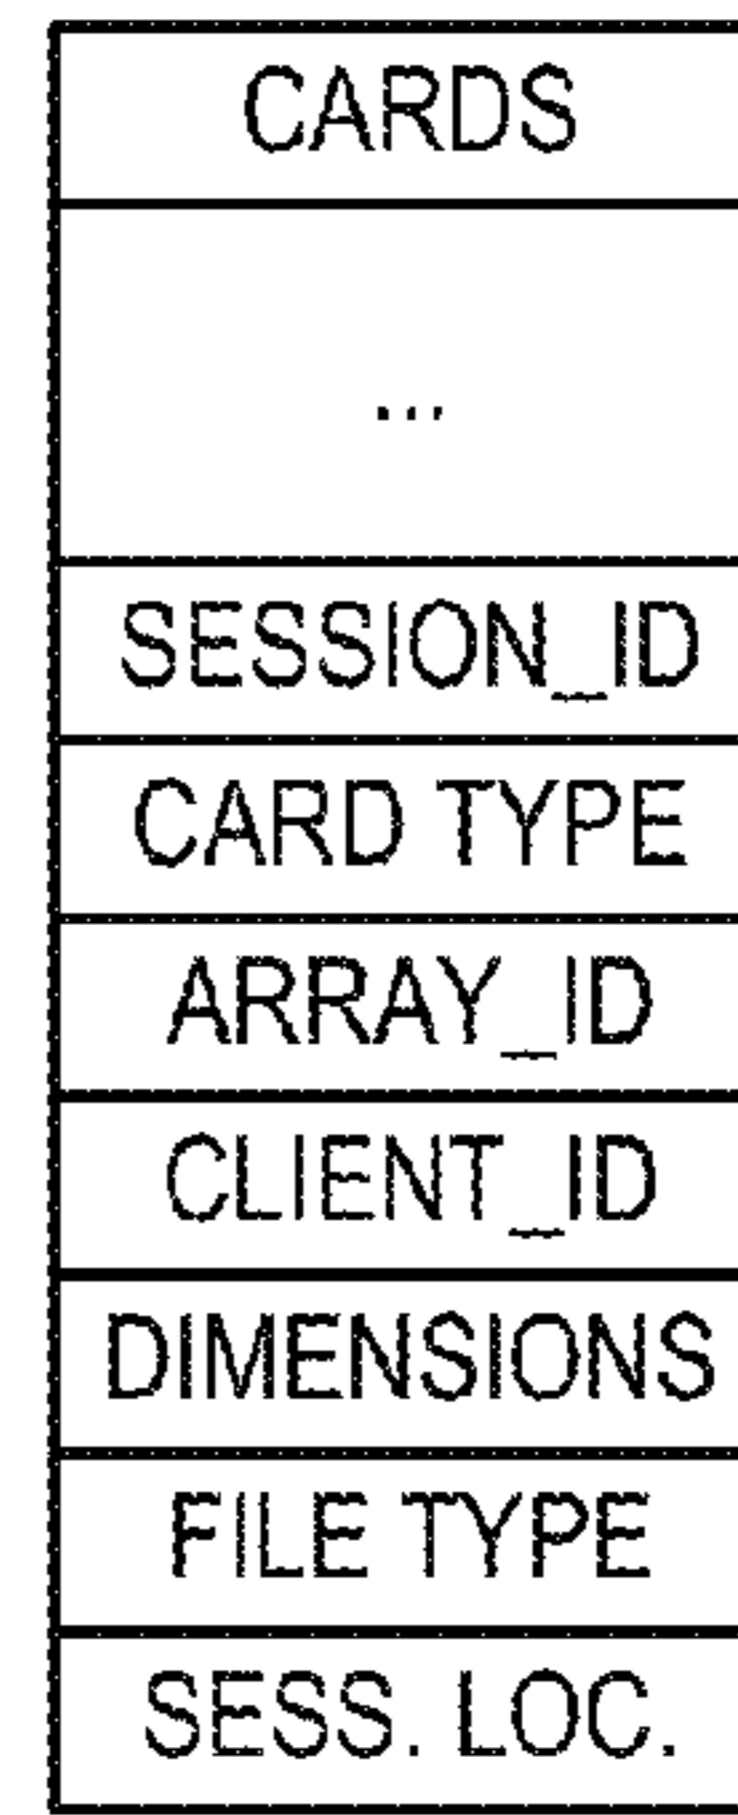 CARDS
...
SESSION_ID
CARD TYPE
ARRAY_ID
CLIENT_ID
DIMENSIONS
FILE TYPE
SESS. LOC.